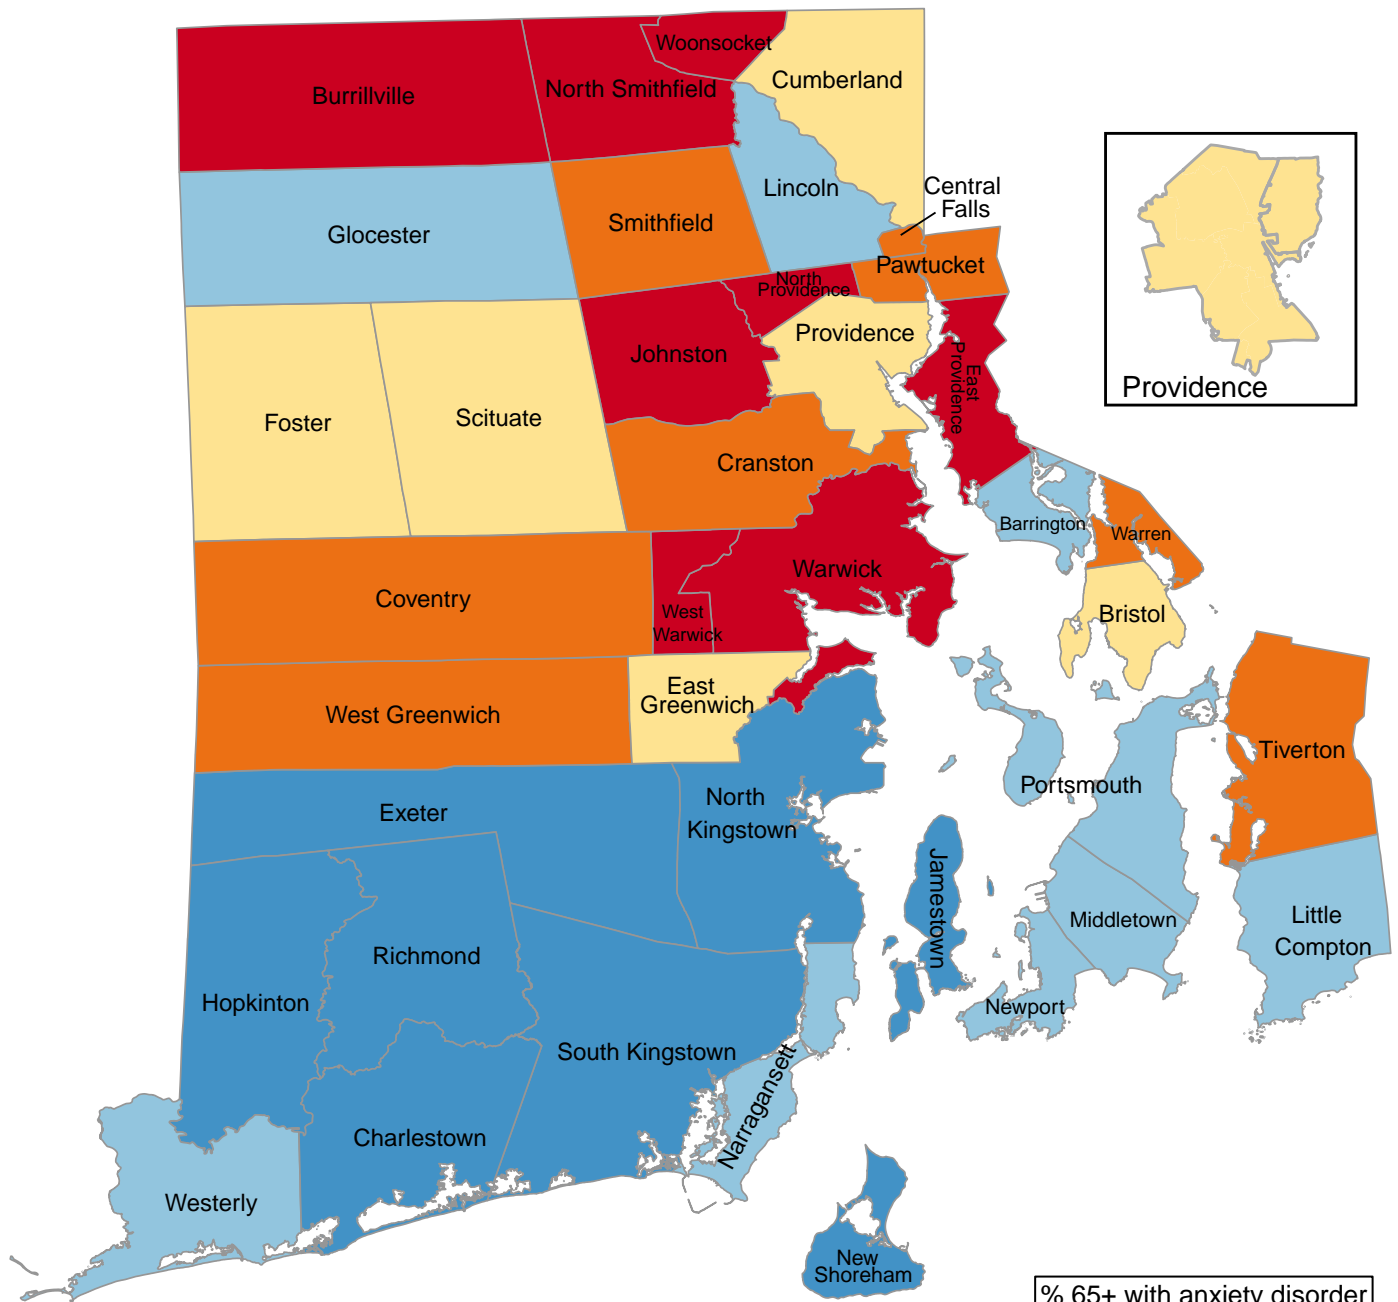 Woonsocket
Cumberland
Burrillville
North Smithfield
Lincoln
Central
Falls
Glocester
Smithfield
Pawtucket
North
Providence
Providence
Johnston
East
Providence
Providence
Foster
Scituate
Cranston
Barrington
Warren
Warwick
Coventry
West
Warwick
Bristol
East
Greenwich
West Greenwich
Tiverton
Portsmouth
Exeter
North
Kingstown
Jamestown
Middletown
Little
Compton
Richmond
Hopkinton
Newport
South Kingstown
Narragansett
Charlestown
Westerly
New
Shoreham
% 65+ with anxiety disorder